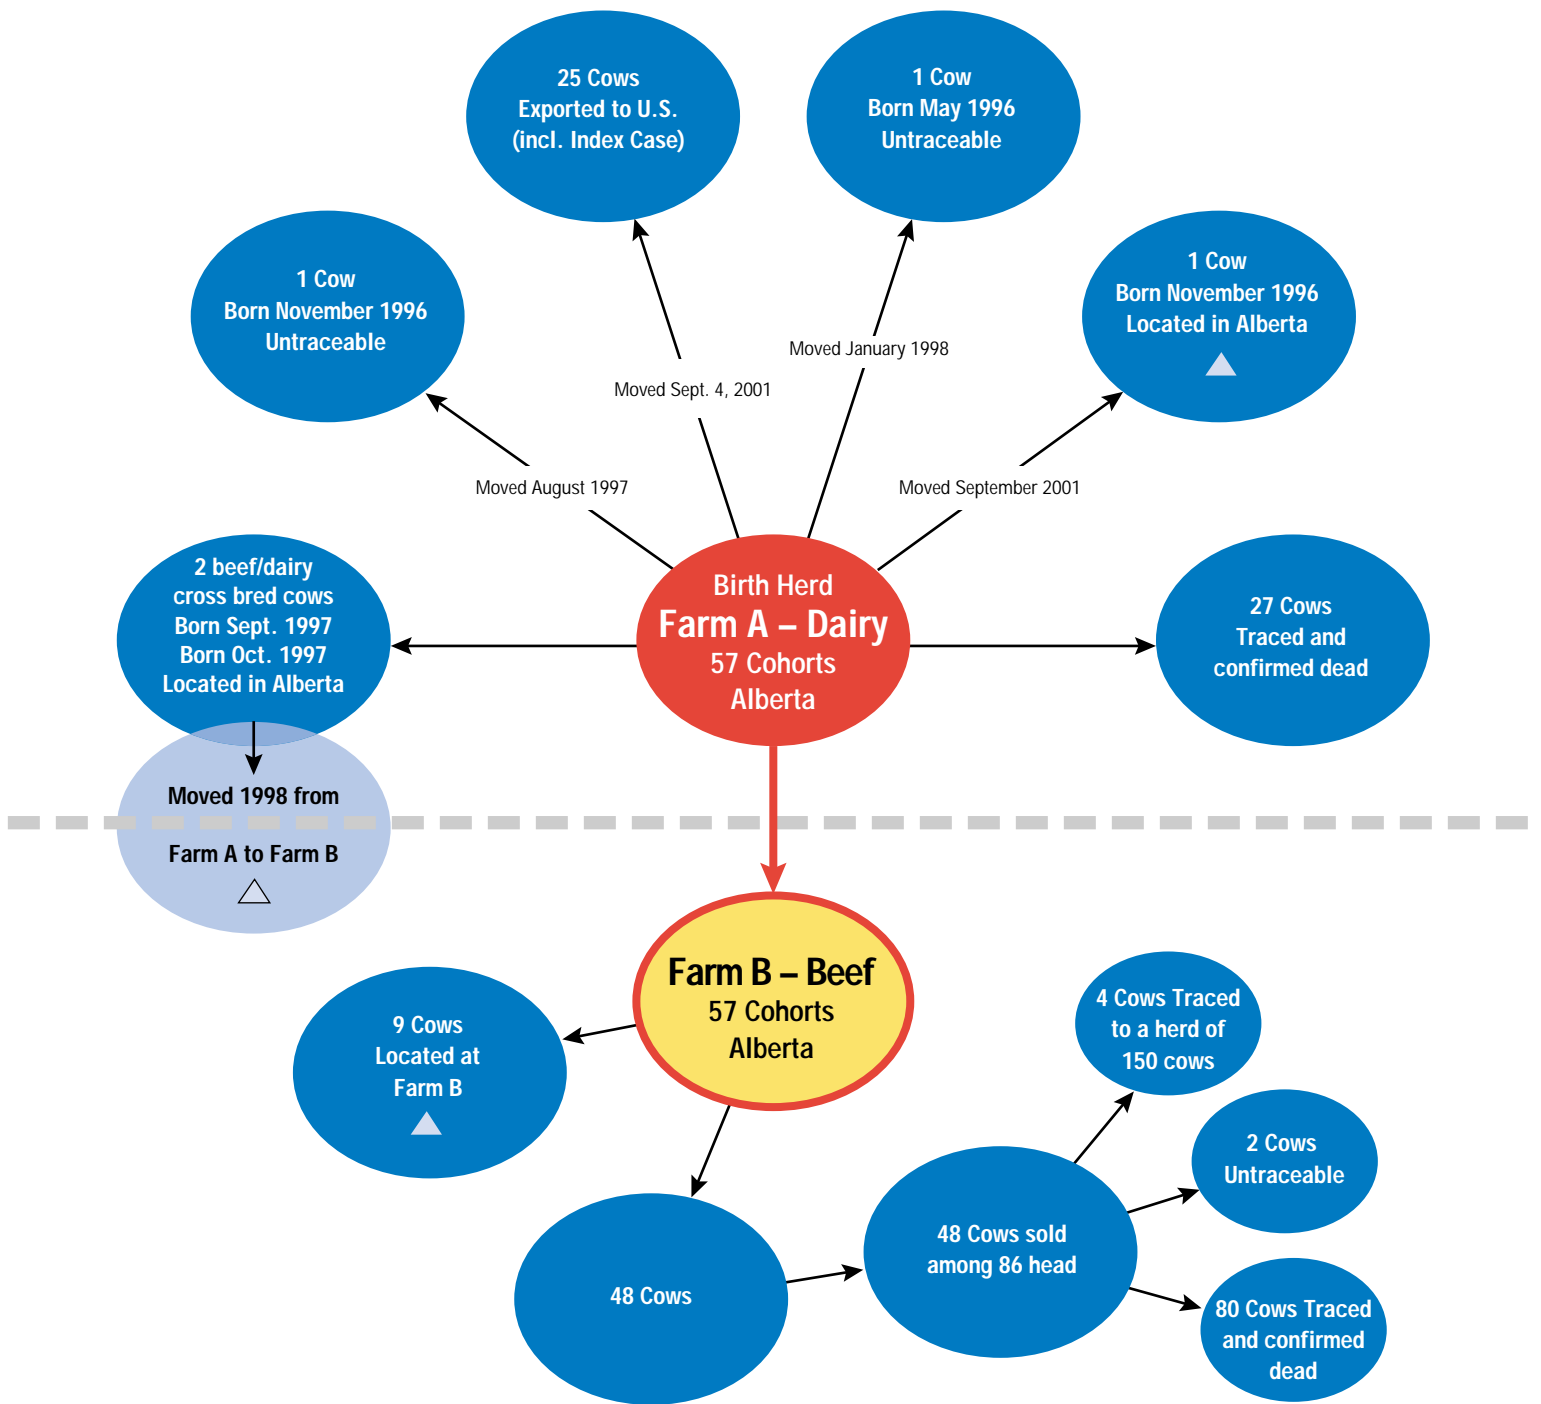 25 Cows
Exported to U.S.
(incl. Index Case)
1 Cow
Born May 1996
Untraceable
1 Cow
Born November 1996
Untraceable
1 Cow
Born November 1996
Located in Alberta
Moved January 1998
Moved Sept. 4, 2001
Moved August 1997
Moved September 2001
2 beef/dairy
cross bred cows
Born Sept. 1997
Born Oct. 1997
Located in Alberta
Birth Herd
Farm A – Dairy
57 Cohorts
Alberta
27 Cows
Traced and
confirmed dead
Moved 1998 from
Farm A to Farm B
Farm B – Beef
57 Cohorts
Alberta
9 Cows
Located at
Farm B
4 Cows Traced
to a herd of
150 cows
2 Cows
Untraceable
48 Cows
48 Cows sold
among 86 head
80 Cows Traced
and confirmed
dead